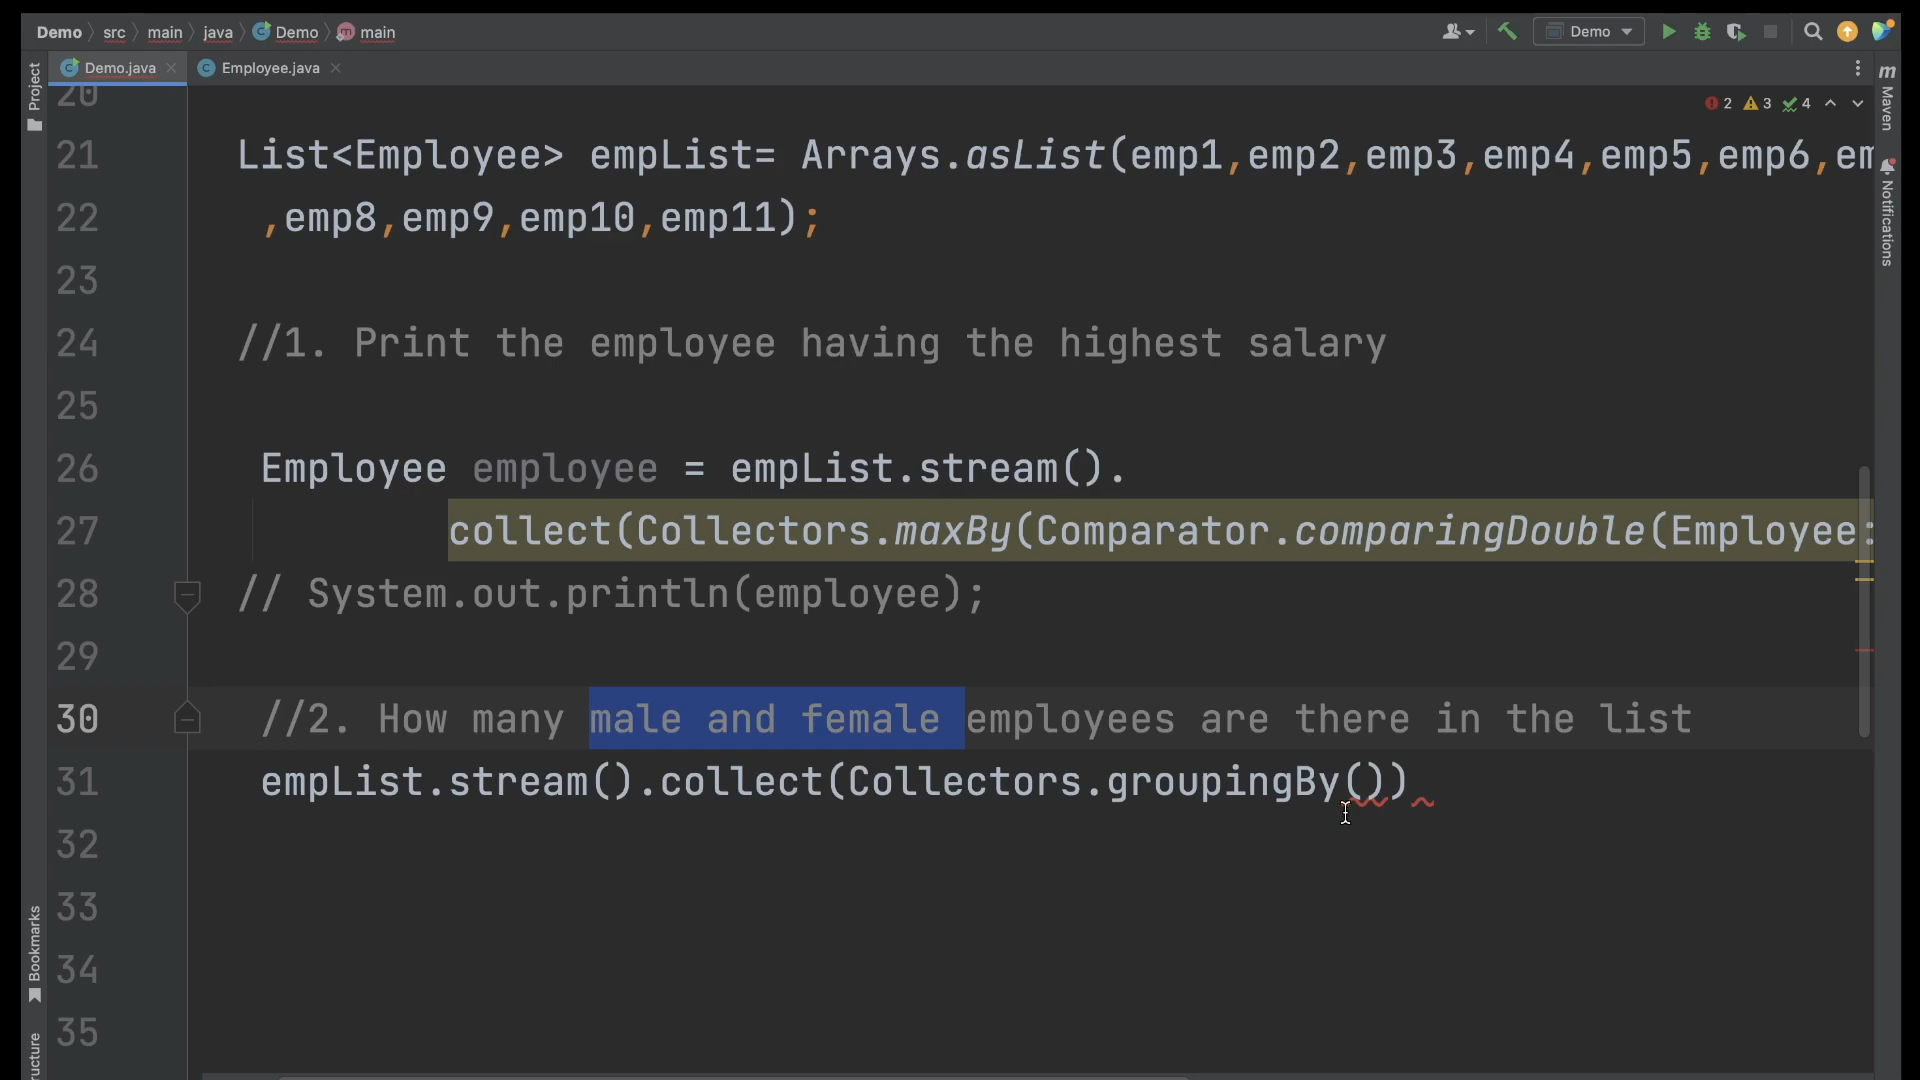 Demo src main java Demo main
Demo
Demo.java Employee.java
Project
Maven
Notifications
Bookmarks
2 3 4
20
21 List<Employee> empList= Arrays.asList(emp1,emp2,emp3,emp4,emp5,emp6,em
22 ,emp8,emp9,emp10,emp11);
23
24 //1. Print the employee having the highest salary
25
26 Employee employee = empList.stream().
27 collect(Collectors.maxBy(Comparator.comparingDouble(Employee:
28 // System.out.println(employee);
29
30 //2. How many male and female employees are there in the list
31 empList.stream().collect(Collectors.groupingBy())
32
33
34
35
ructure